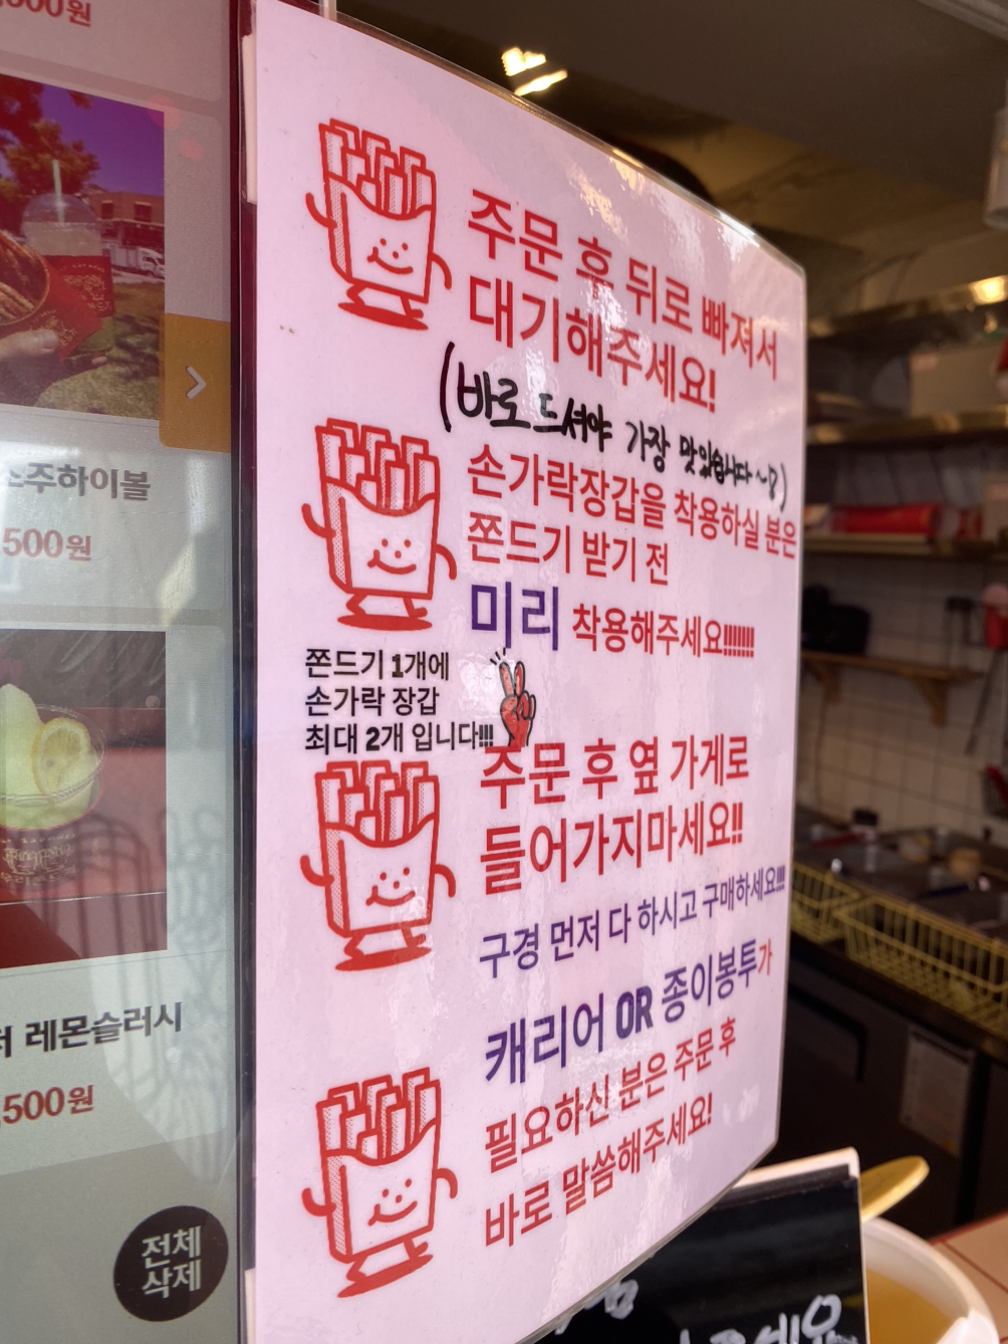 500원
주하이볼
500원
레몬슬러시
500원
전체
삭제
주문 후 뒤로 빠져서
대기해주세요!
(바로 드셔야 가장 맛있습니다~?)
손가락장갑을 착용하실 분은
쫀드기 받기 전
미리 착용해주세요!!!!!!!
쫀드기 1개에
손가락 장갑
최대 2개 입니다!!!
주문 후 옆 가게로
들어가지마세요!!
구경 먼저 다 하시고 구매하세요!!!
캐리어 OR 종이봉투가
필요하신 분은 주문 후
바로 말씀해주세요!
세요